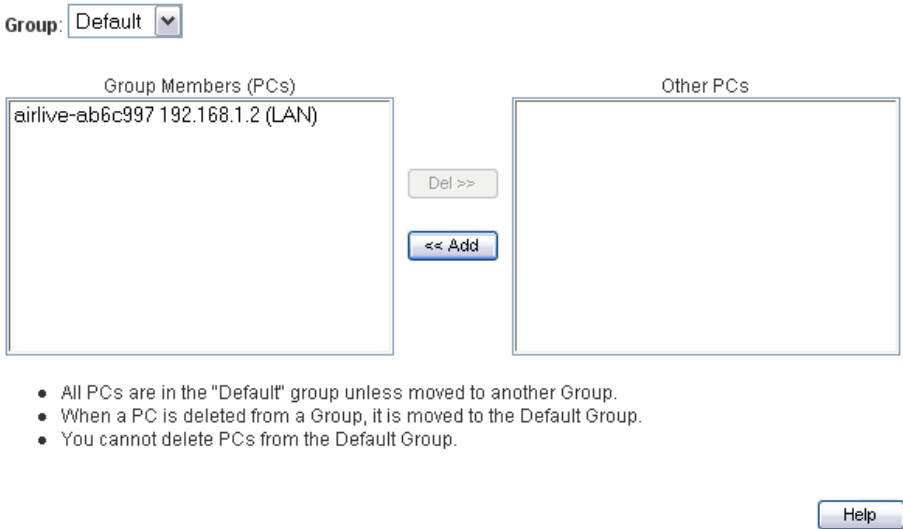 Group: Default
Group Members (PCs)
Other PCs
airlive-ab6c997 192.168.1.2 (LAN)
Del >>
<< Add
• All PCs are in the "Default" group unless moved to another Group.
• When a PC is deleted from a Group, it is moved to the Default Group.
• You cannot delete PCs from the Default Group.
Help